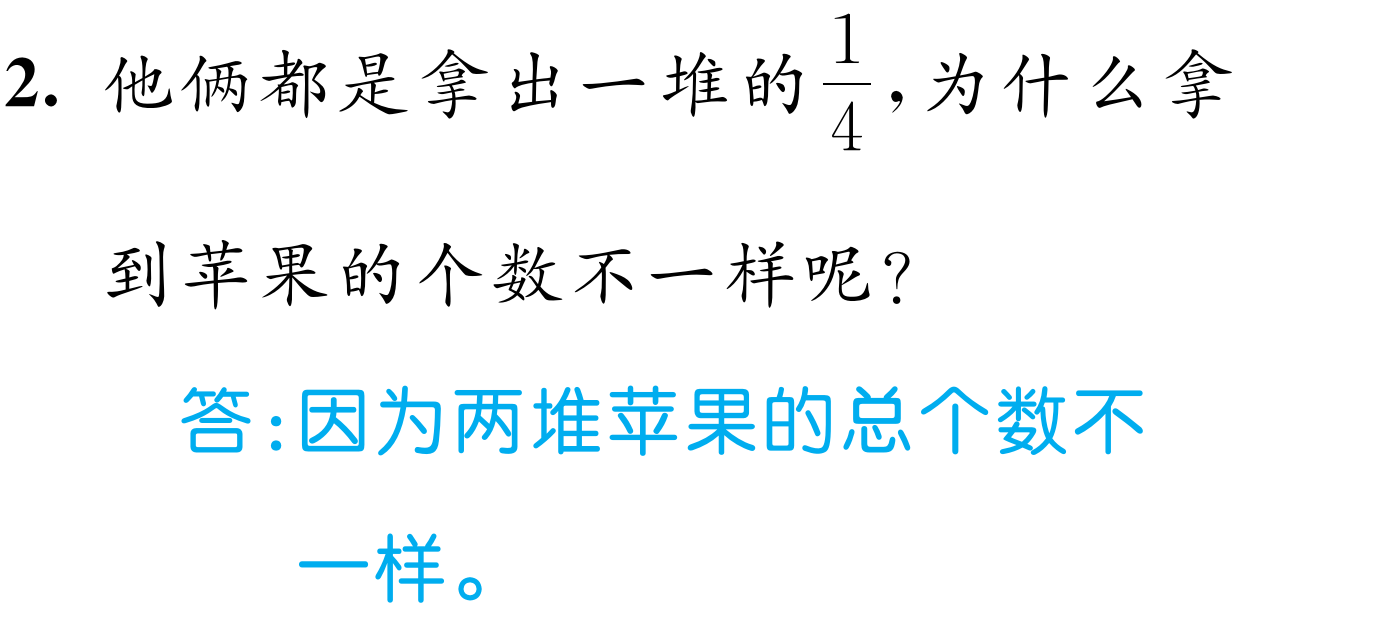 2. 他俩都是拿出一堆的1/4,为什么拿
到苹果的个数不一样呢?
答:因为两堆苹果的总个数不
一样。